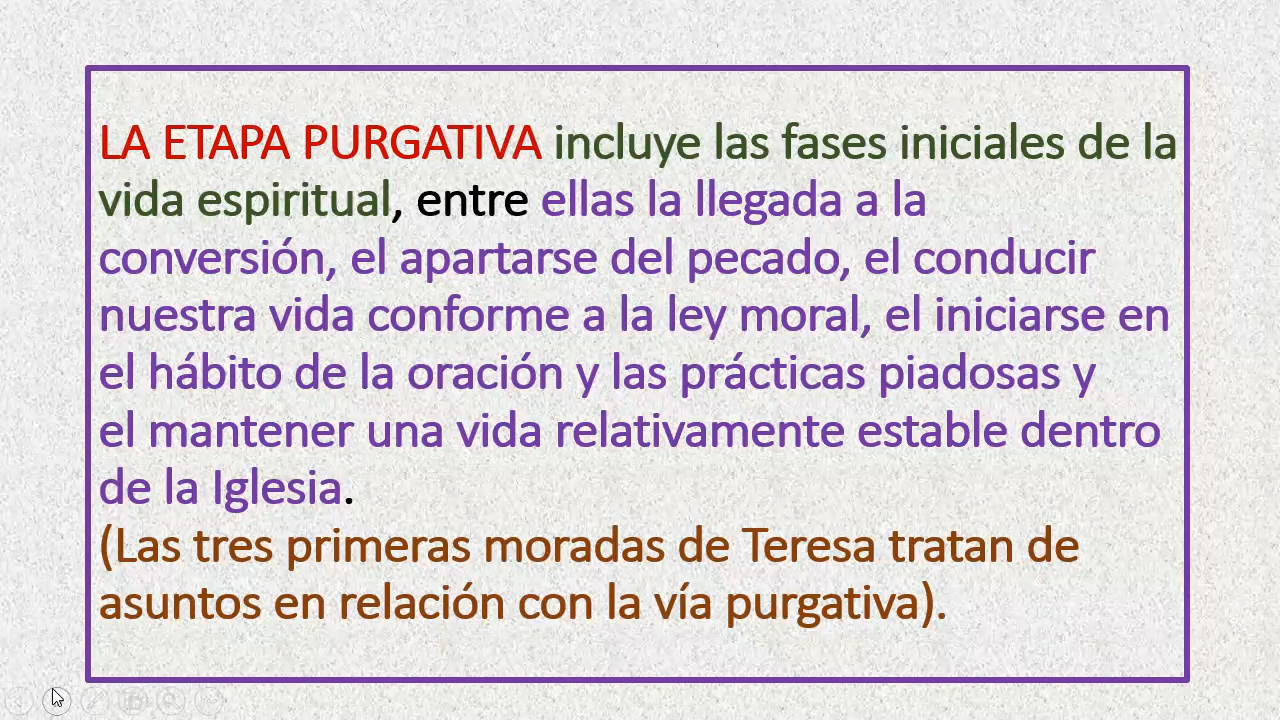 LA ETAPA PURGATIVA incluye las fases iniciales de la
vida espiritual, entre ellas la llegada a la
conversión, el apartarse del pecado, el conducir
nuestra vida conforme a la ley moral, el iniciarse en
el hábito de la oración y las prácticas piadosas y
el mantener una vida relativamente estable dentro
de la Iglesia.
(Las tres primeras moradas de Teresa tratan de
asuntos en relación con la vía purgativa).